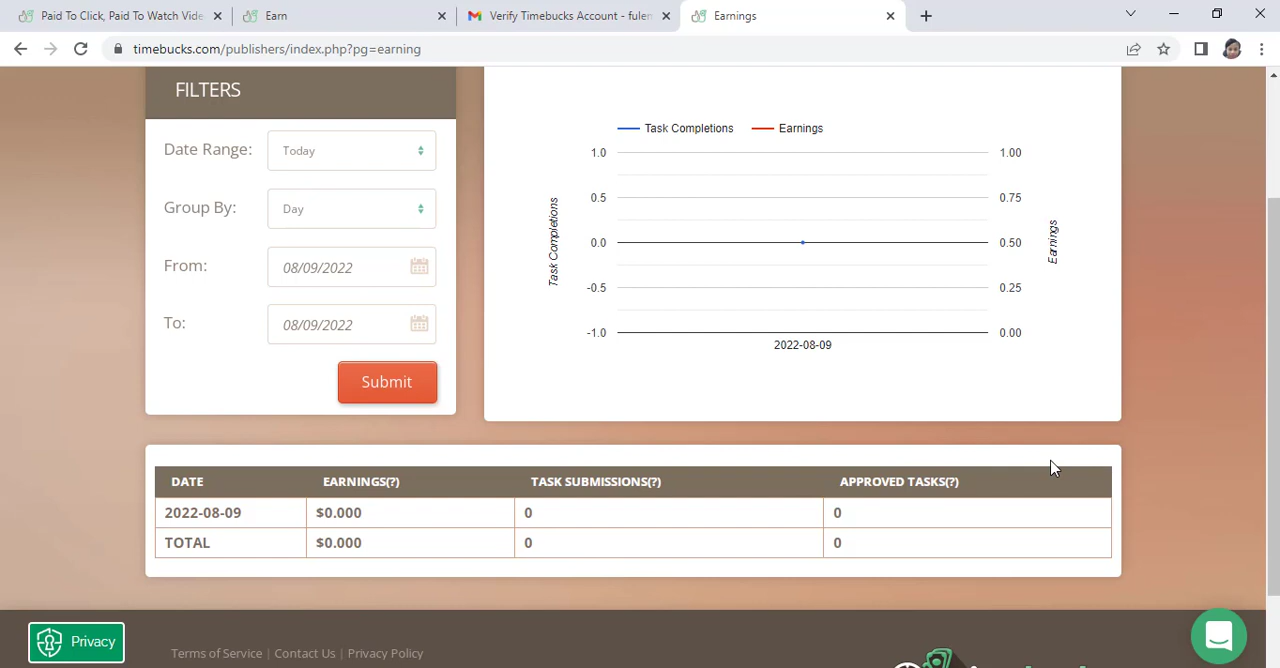 Paid To Click, Paid To Watch Vide
Earn
Verify Timebucks Account - fulem
Earnings
timebucks.com/publishers/index.php?pg=earning
FILTERS
Date Range: Today
Group By: Day
From: 08/09/2022
To: 08/09/2022
Submit
Task Completions Earnings
1.0 1.00
0.5 0.75
0.0 0.50
-0.5 0.25
-1.0 0.00
Task Completions
Earnings
2022-08-09
DATE EARNINGS(?) TASK SUBMISSIONS(?) APPROVED TASKS(?)
2022-08-09 $0.000 0 0
TOTAL $0.000 0 0
Privacy
Terms of Service | Contact Us | Privacy Policy